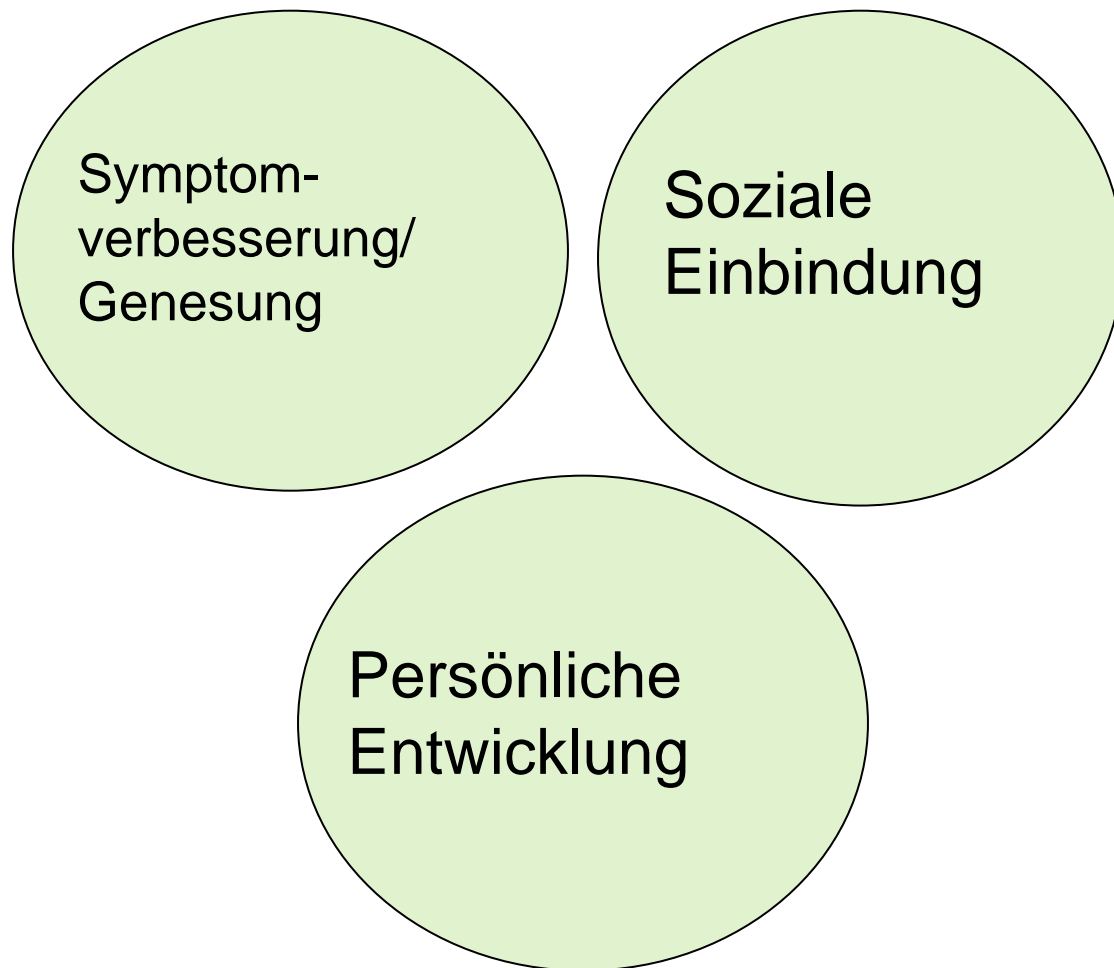 Symptom-
verbesserung/
Genesung
Soziale
Einbindung
Persönliche
Entwicklung